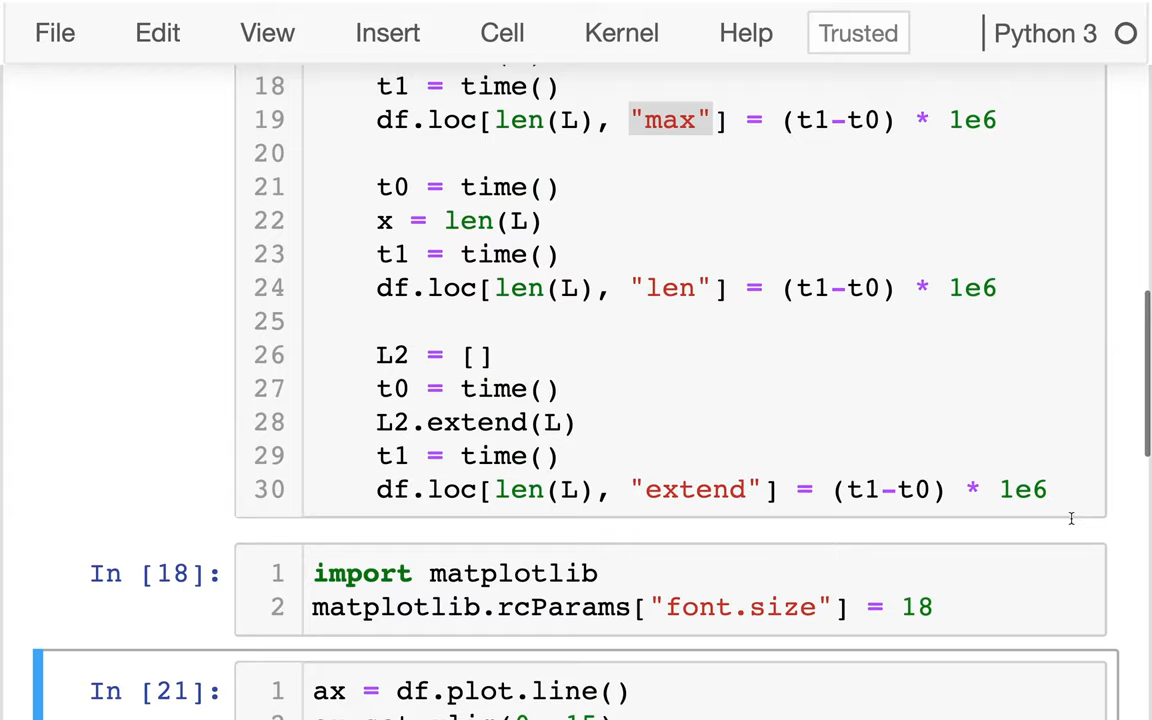 File Edit View Insert Cell Kernel Help Trusted Python 3
18 t1 = time()
19 df.loc[len(L), "max"] = (t1-t0) * 1e6
20
21 t0 = time()
22 x = len(L)
23 t1 = time()
24 df.loc[len(L), "len"] = (t1-t0) * 1e6
25
26 L2 = []
27 t0 = time()
28 L2.extend(L)
29 t1 = time()
30 df.loc[len(L), "extend"] = (t1-t0) * 1e6
In [18]: 1 import matplotlib
2 matplotlib.rcParams["font.size"] = 18
In [21]: 1 ax = df.plot.line()